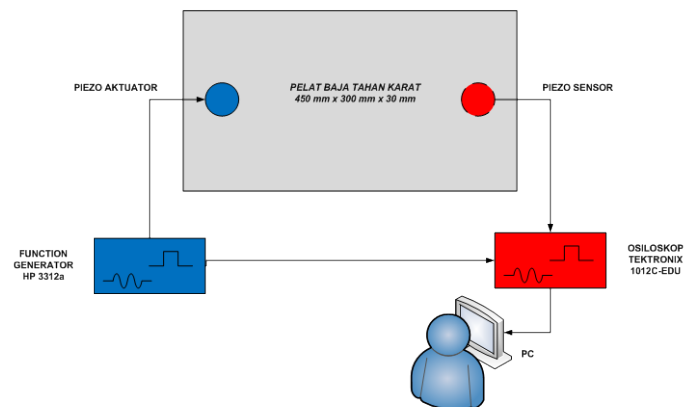 PIEZO AKTUATOR
PELAT BAJA TAHAN KARAT
450 mm x 300 mm x 30 mm
PIEZO SENSOR
FUNCTION
GENERATOR
HP 3312a
OSILOSKOP
TEKTRONIX
1012C-EDU
PC